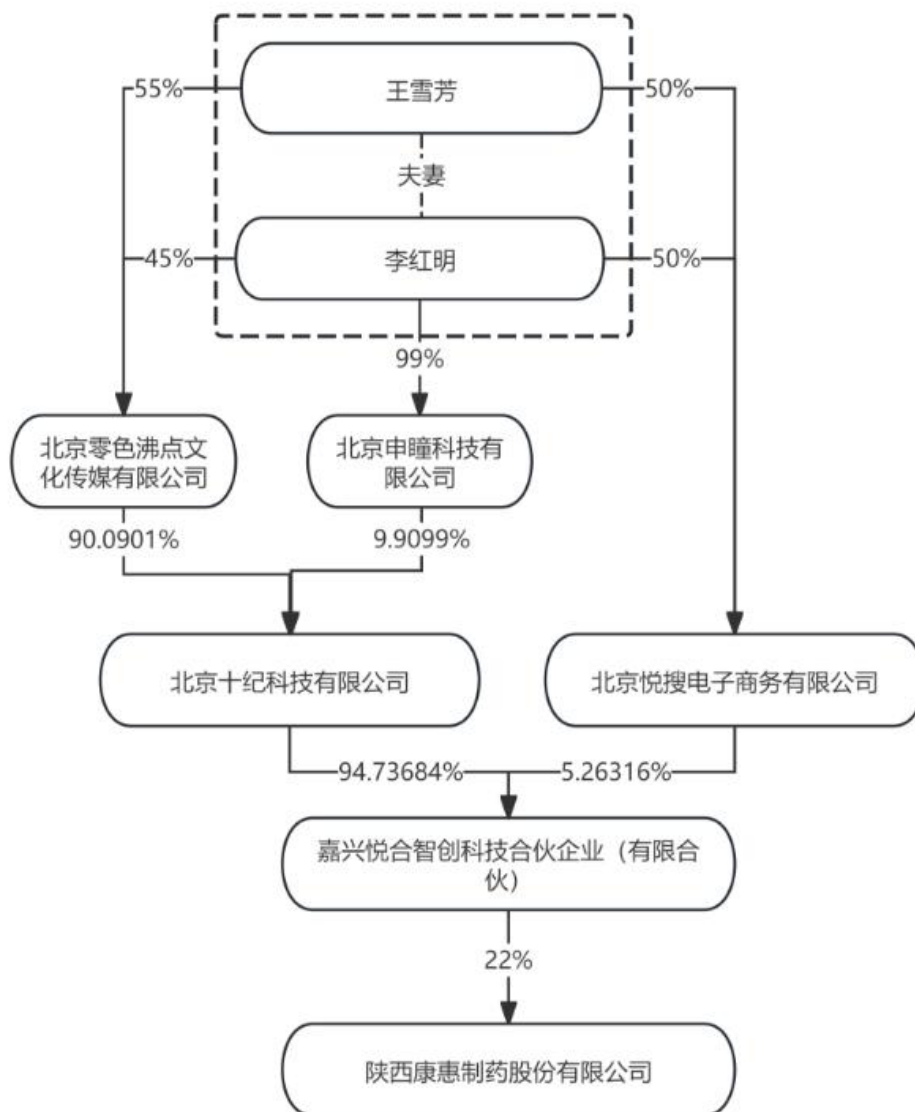 王雪芳
55%
50%
夫妻
李红明
45%
50%
99%
北京零色沸点文
化传媒有限公司
北京申瞳科技有
限公司
90.0901%
9.9099%
北京十纪科技有限公司
北京悦搜电子商务有限公司
94.73684%
5.26316%
嘉兴悦合智创科技合伙企业（有限合
伙）
22%
陕西康惠制药股份有限公司